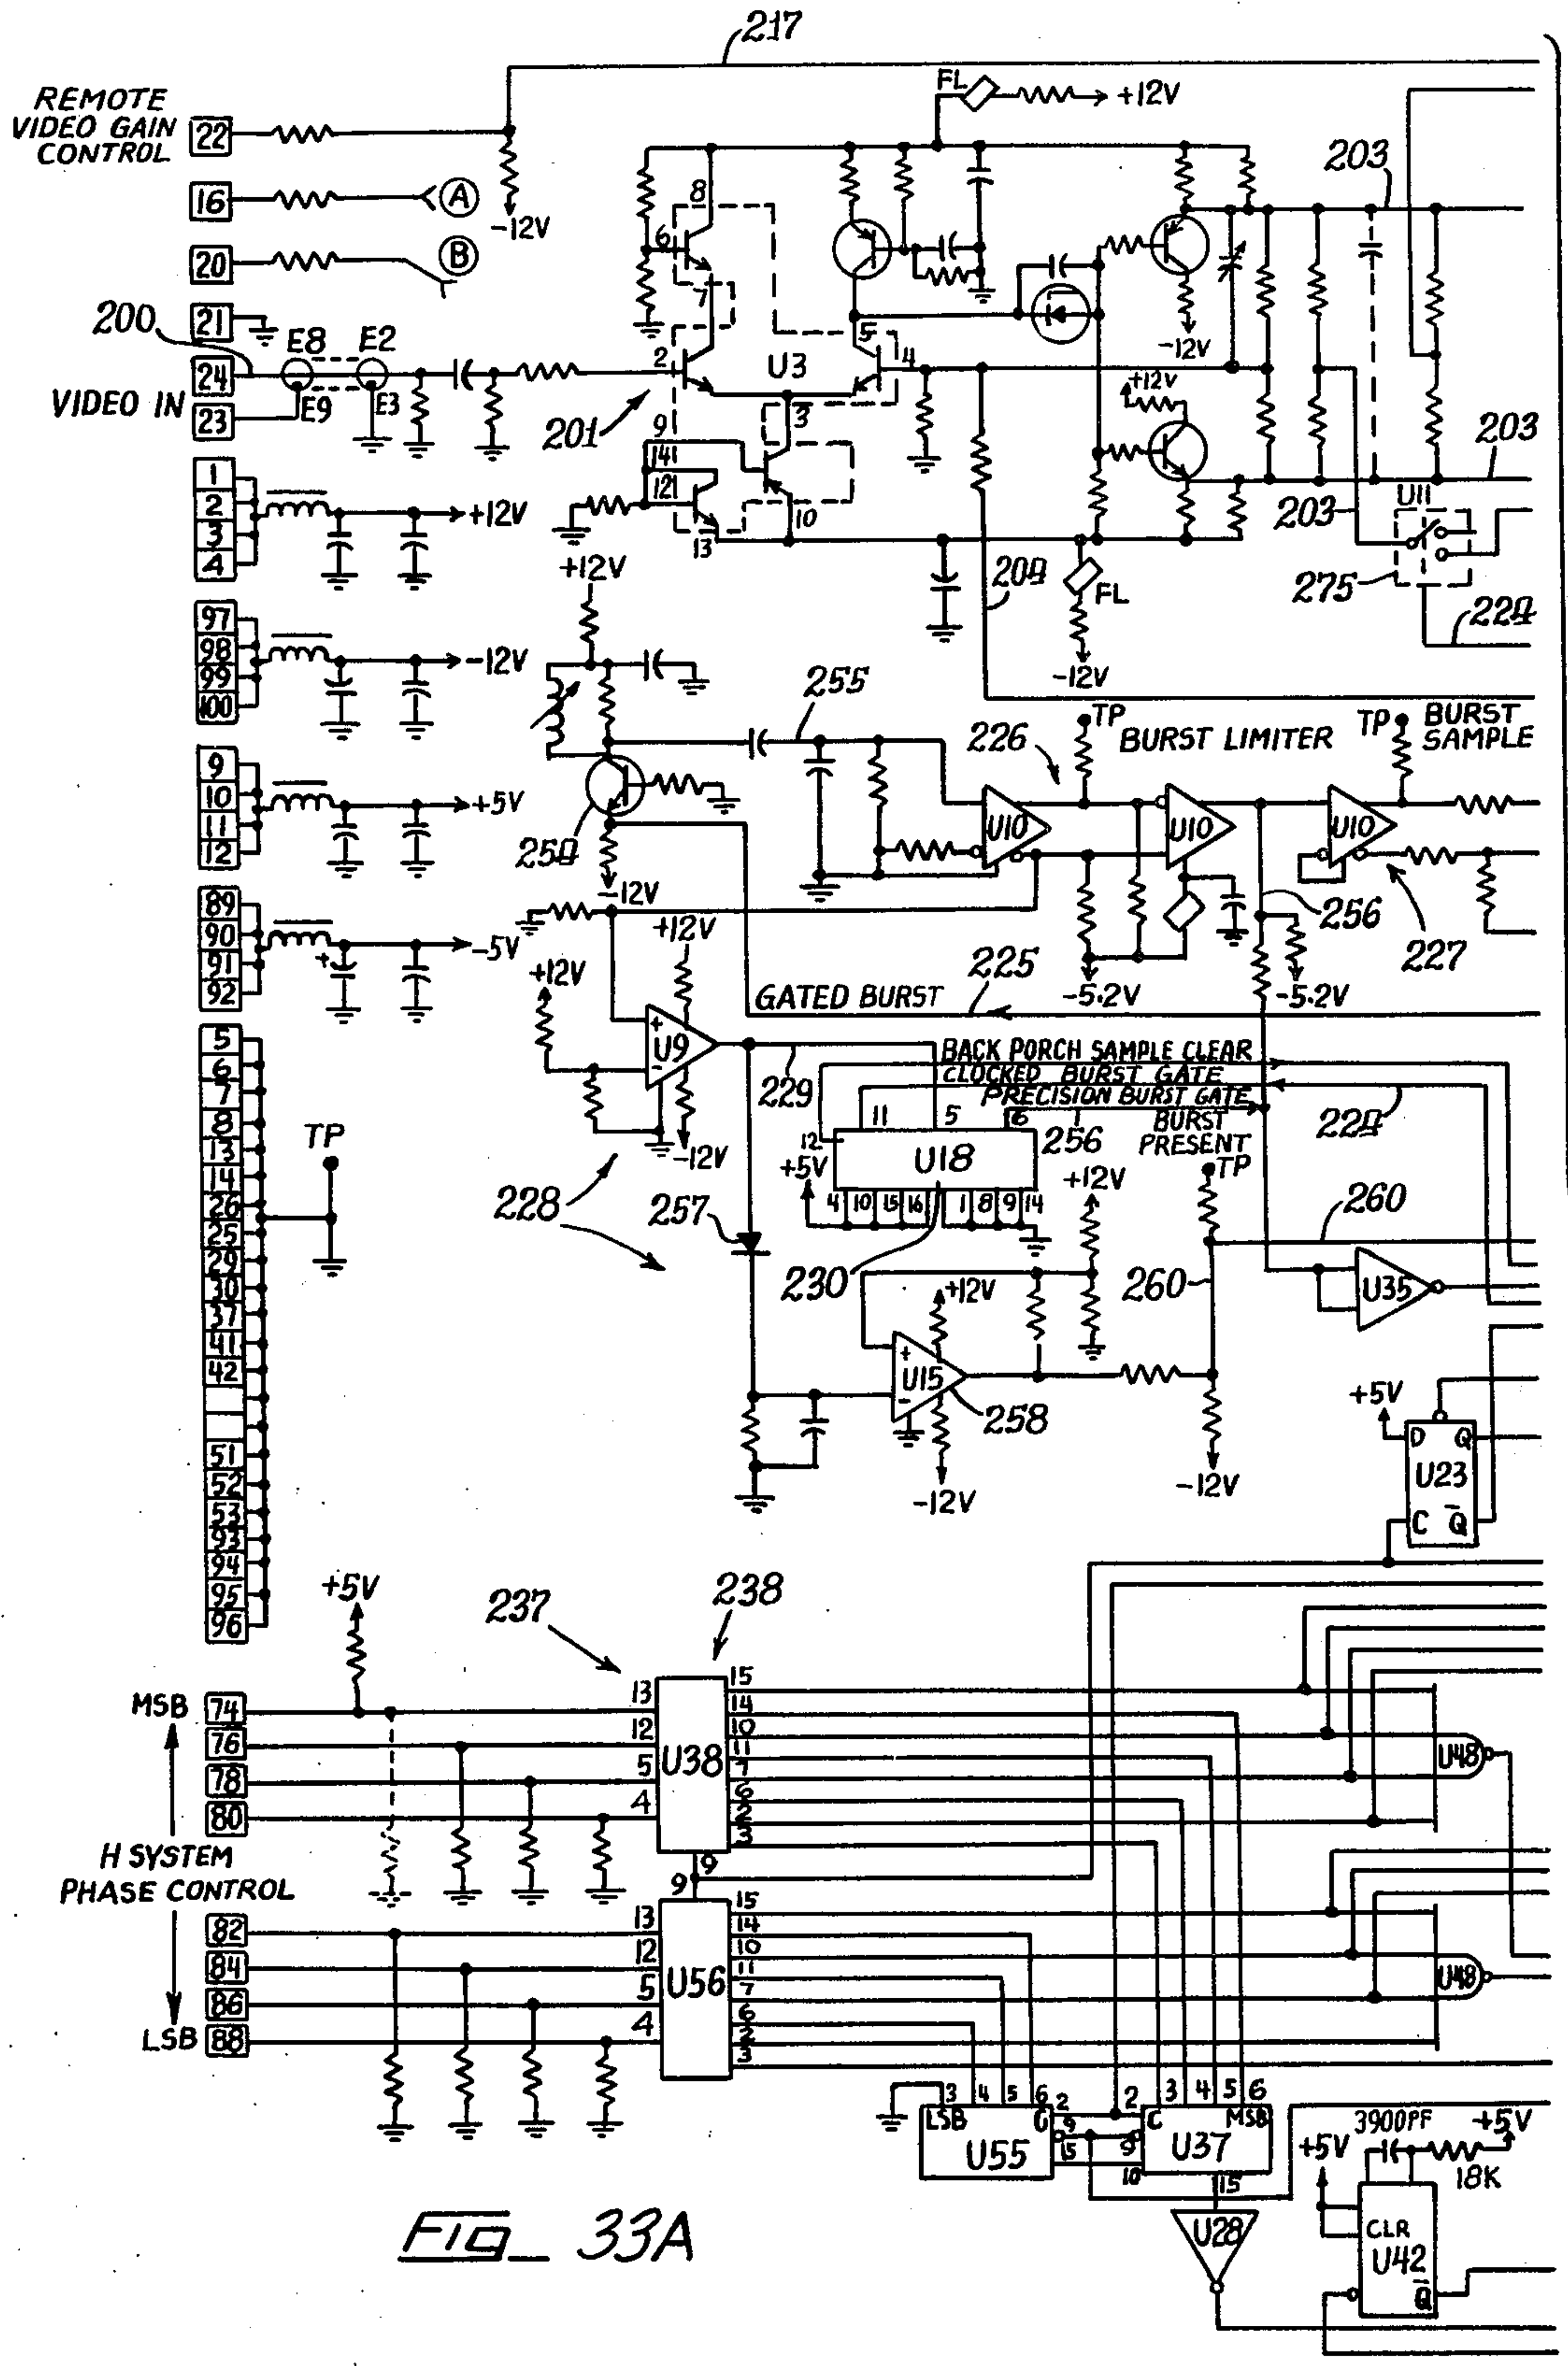 217
FL
+12V
REMOTE
VIDEO GAIN
CONTROL
22
-12V
16
A
20
B
21
200
24
VIDEO IN
23
E8
E2
E9
E3
8
6
7
2
U3
5
4
3
201
9
14
12
13
10
203
-12V
+12V
203
203
U11
275
224
204
FL
-12V
1
2
3
4
+12V
97
98
99
100
-12V
9
10
11
12
+5V
89
90
91
92
+
-5V
+12V
254
-12V
255
226
TP
BURST LIMITER
TP
BURST
SAMPLE
U10
U10
U10
256
227
-5.2V
-5.2V
GATED BURST
225
+12V
+12V
+
U9
-
-12V
229
228
257
BACK PORCH SAMPLE CLEAR
CLOCKED BURST GATE
PRECISION BURST GATE
224
11
5
6
12
U18
256
BURST
PRESENT
TP
+5V
4
10
15
16
1
8
9
14
+12V
230
260
260
U35
+12V
+
U15
-
258
-12V
-12V
5
6
7
8
13
14
26
25
29
30
37
41
42
51
52
53
93
94
95
96
TP
+5V
D
Q
U23
C
Q̅
+5V
237
238
MSB
74
76
78
80
H SYSTEM
PHASE CONTROL
82
84
86
LSB
88
13
12
5
4
U38
15
14
10
11
7
6
2
3
9
U48
9
13
12
5
4
U56
15
14
10
11
7
6
2
3
U48
3
4
5
6
LSB
U55
2
9
15
2
3
4
5
6
C
MSB
9
U37
10
15
U28
3900PF
+5V
+5V
18K
CLR
U42
Q̅
Fig_ 33A